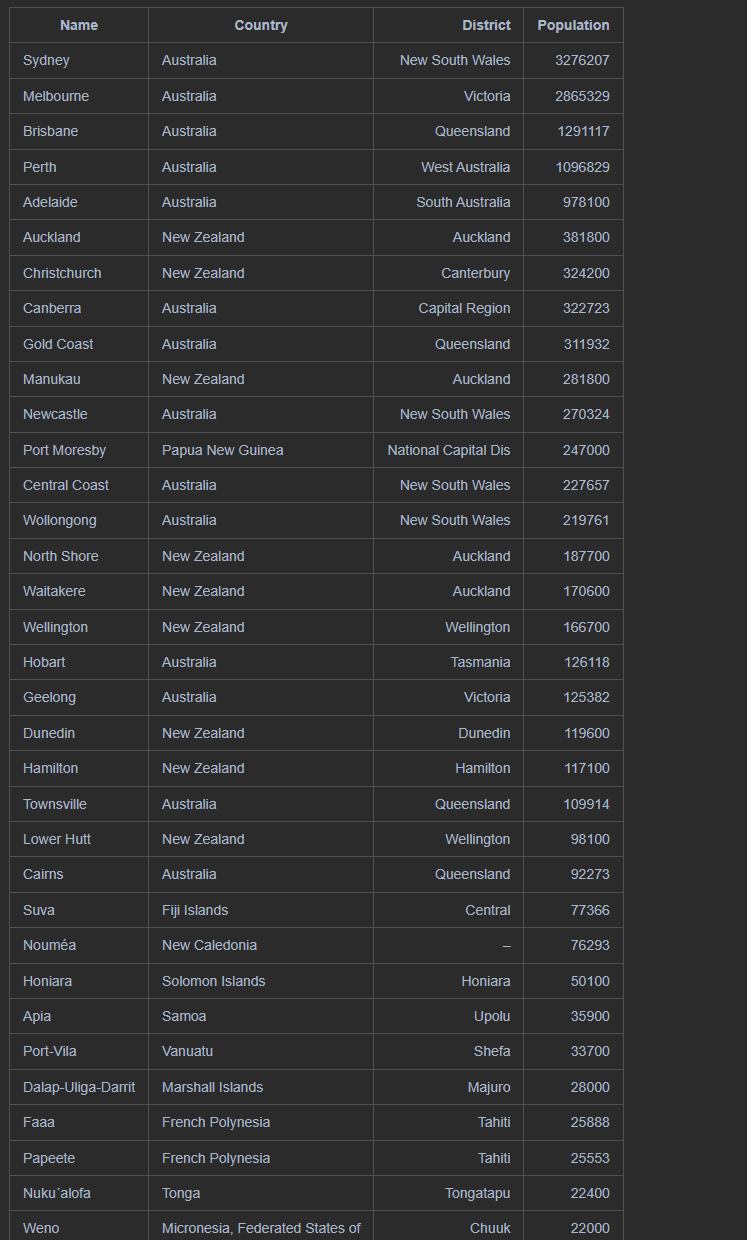 Name Country District Population
Sydney Australia New South Wales 3276207
Melbourne Australia Victoria 2865329
Brisbane Australia Queensland 1291117
Perth Australia West Australia 1096829
Adelaide Australia South Australia 978100
Auckland New Zealand Auckland 381800
Christchurch New Zealand Canterbury 324200
Canberra Australia Capital Region 322723
Gold Coast Australia Queensland 311932
Manukau New Zealand Auckland 281800
Newcastle Australia New South Wales 270324
Port Moresby Papua New Guinea National Capital Dis 247000
Central Coast Australia New South Wales 227657
Wollongong Australia New South Wales 219761
North Shore New Zealand Auckland 187700
Waitakere New Zealand Auckland 170600
Wellington New Zealand Wellington 166700
Hobart Australia Tasmania 126118
Geelong Australia Victoria 125382
Dunedin New Zealand Dunedin 119600
Hamilton New Zealand Hamilton 117100
Townsville Australia Queensland 109914
Lower Hutt New Zealand Wellington 98100
Cairns Australia Queensland 92273
Suva Fiji Islands Central 77366
Nouméa New Caledonia – 76293
Honiara Solomon Islands Honiara 50100
Apia Samoa Upolu 35900
Port-Vila Vanuatu Shefa 33700
Dalap-Uliga-Darrit Marshall Islands Majuro 28000
Faaa French Polynesia Tahiti 25888
Papeete French Polynesia Tahiti 25553
Nuku´alofa Tonga Tongatapu 22400
Weno Micronesia, Federated States of Chuuk 22000